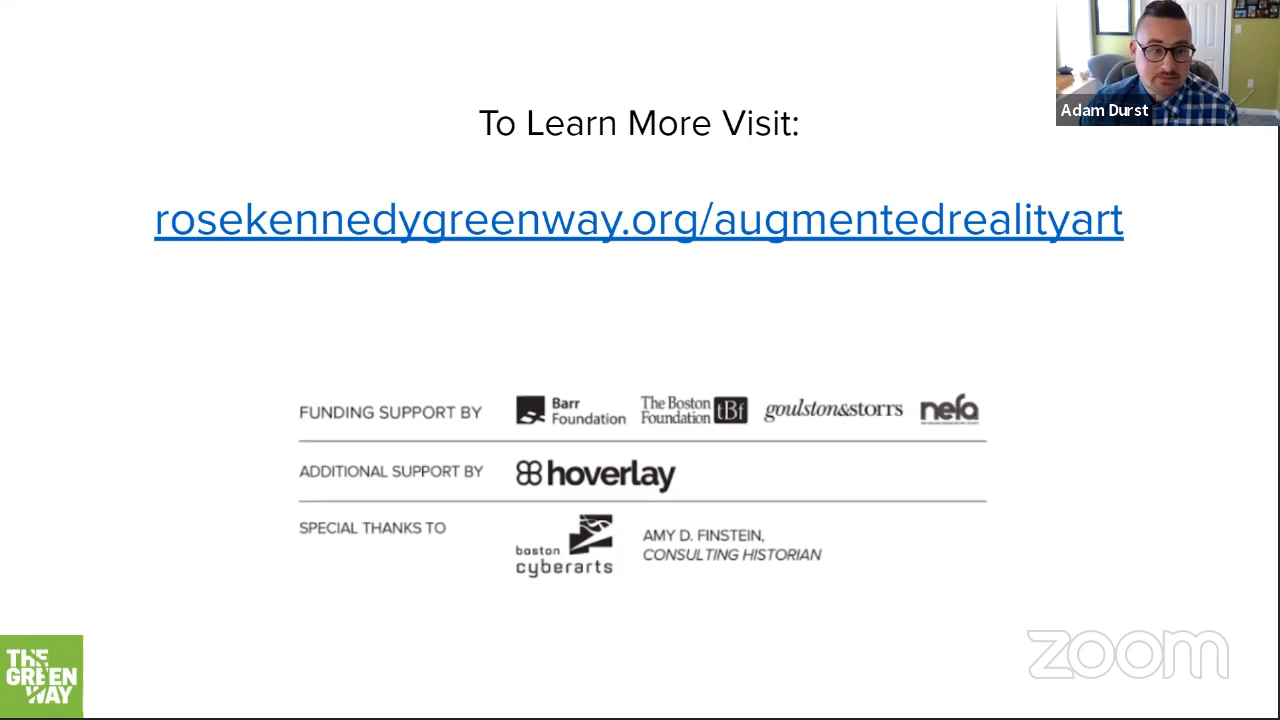 Adam Durst
To Learn More Visit:
rosekennedygreenway.org/augmentedrealityart
FUNDING SUPPORT BY
Barr
Foundation
The Boston
Foundation
tBf
goulston&storrs
nefa
ADDITIONAL SUPPORT BY
hoverlay
SPECIAL THANKS TO
boston
cyberarts
AMY D. FINSTEIN,
CONSULTING HISTORIAN
THE
GREEN
WAY
zoom